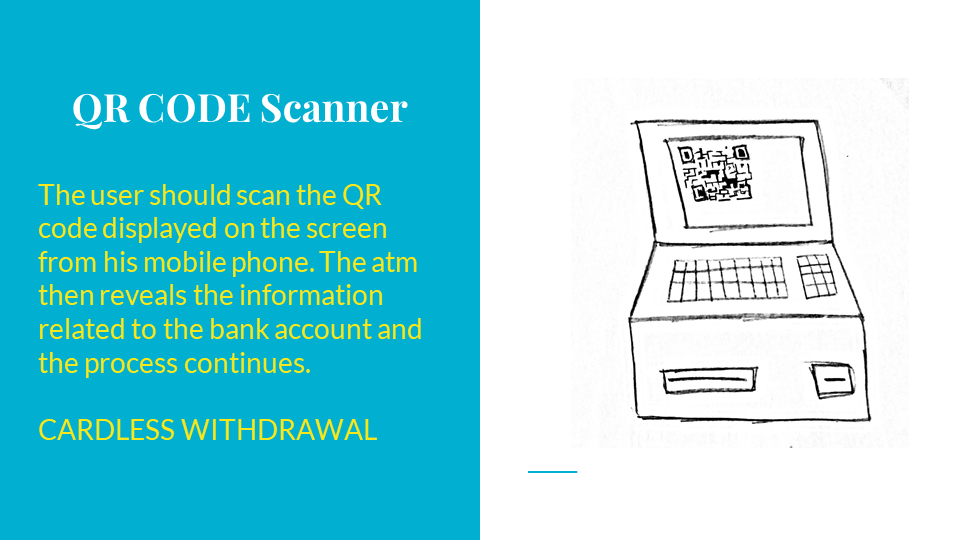 QR CODE Scanner
The user should scan the QR
code displayed on the screen
from his mobile phone. The atm
then reveals the information
related to the bank account and
the process continues.
CARDLESS WITHDRAWAL